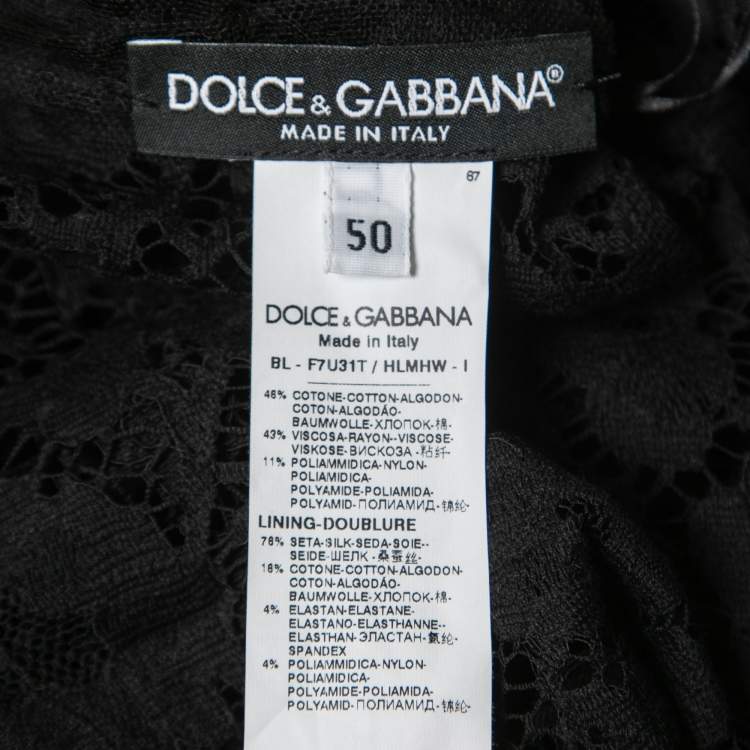 DOLCE & GABBANA®
MADE IN ITALY
67
50
DOLCE & GABBANA
Made in Italy
BL - F7U31T / HLMHW - I
46% COTONE-COTTON-ALGODON-
COTON-ALGODÃO-
BAUMWOLLE-ХЛОПОК-棉-
43% VISCOSA-RAYON--VISCOSE-
VISKOSE-ВИСКОЗА -粘纤-
11% POLIAMMIDICA-NYLON-
POLIAMIDICA-
POLYAMIDE-POLIAMIDA-
POLYAMID-ПОЛИАМИД-锦纶-
LINING-DOUBLURE
76% SETA-SILK-SEDA-SOIE--
SEIDE-ШЕЛК -桑蚕丝-
16% COTONE-COTTON-ALGODON-
COTON-ALGODÃO-
BAUMWOLLE-ХЛОПОК-棉-
4% ELASTAN-ELASTANE-
ELASTANO-ELASTHANNE--
ELASTHAN-ЭЛАСТАН-氨纶-
SPANDEX
4% POLIAMMIDICA-NYLON-
POLIAMIDICA-
POLYAMIDE-POLIAMIDA-
POLYAMID-ПОЛИАМИД-锦纶-